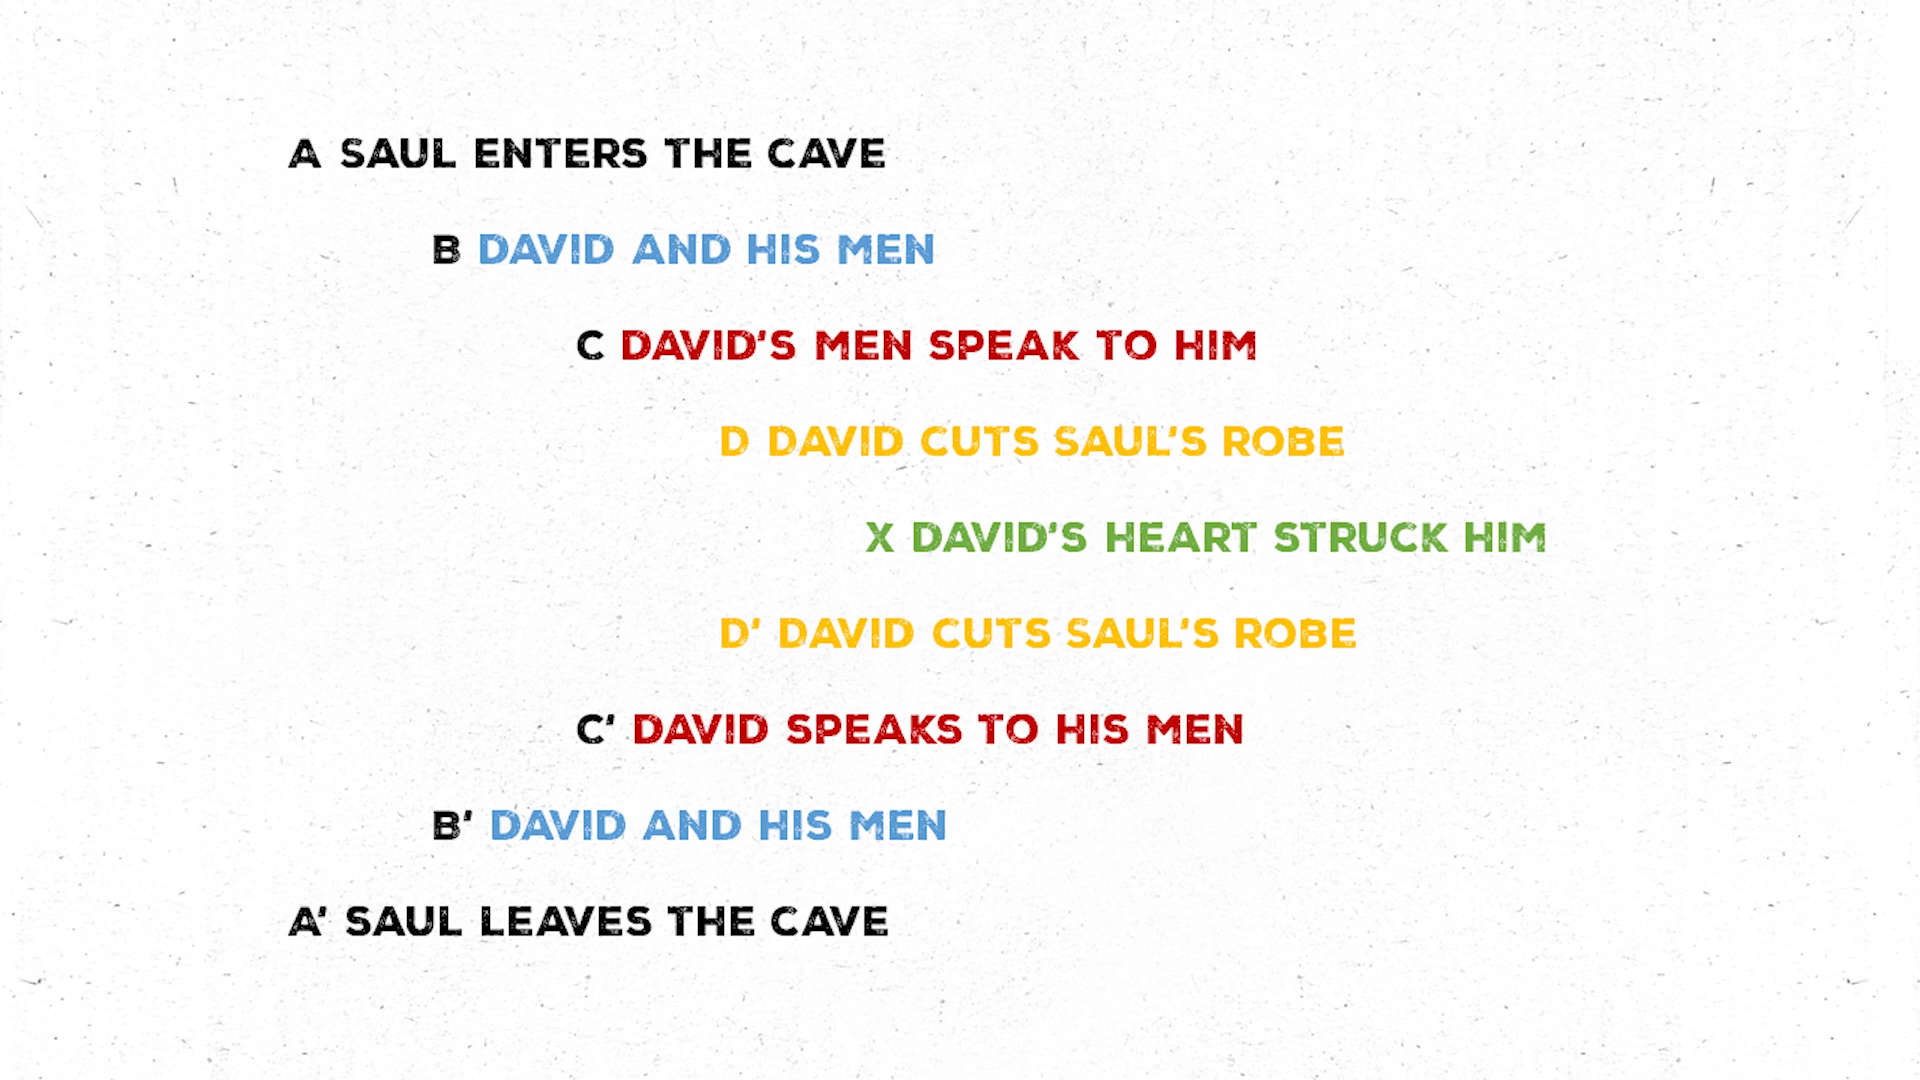 A SAUL ENTERS THE CAVE
B DAVID AND HIS MEN
C DAVID'S MEN SPEAK TO HIM
D DAVID CUTS SAUL'S ROBE
X DAVID'S HEART STRUCK HIM
D' DAVID CUTS SAUL'S ROBE
C' DAVID SPEAKS TO HIS MEN
B' DAVID AND HIS MEN
A' SAUL LEAVES THE CAVE